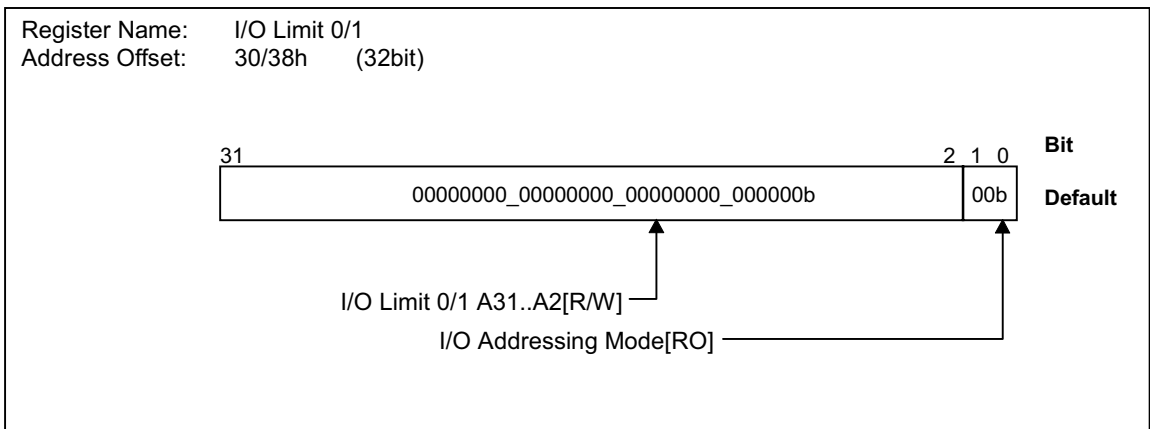 Register Name: I/O Limit 0/1
Address Offset: 30/38h (32bit)
31 2 1 0 Bit
00000000_00000000_00000000_000000b 00b Default
I/O Limit 0/1 A31..A2[R/W]
I/O Addressing Mode[RO]